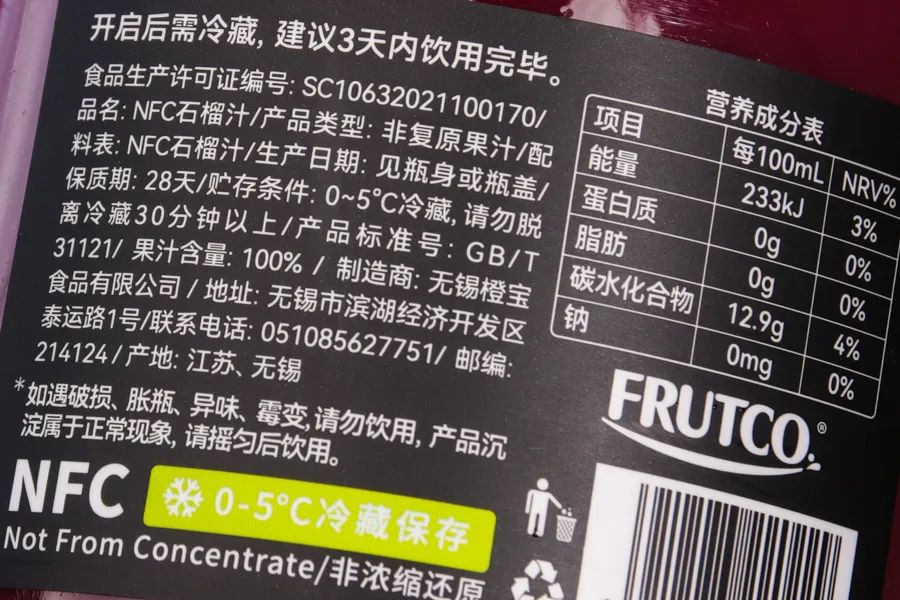 开启后需冷藏,建议3天内饮用完毕。
食品生产许可证编号: SC10632021100170/
品名: NFC石榴汁/产品类型: 非复原果汁/配
料表: NFC石榴汁/生产日期: 见瓶身或瓶盖/
保质期: 28天/贮存条件: 0~5°C冷藏,请勿脱
离冷藏30分钟以上/产品标准号: GB/T
31121/ 果汁含量: 100% / 制造商: 无锡橙宝
食品有限公司 / 地址: 无锡市滨湖经济开发区
泰运路1号/联系电话: 051085627751/ 邮编:
214124 / 产地: 江苏、无锡
*如遇破损、胀瓶、异味、霉变,请勿饮用,产品沉
淀属于正常现象,请摇匀后饮用。
NFC
0-5°C冷藏保存
Not From Concentrate/非浓缩还原
营养成分表
项目 每100mL NRV%
能量 233kJ 3%
蛋白质 0g 0%
脂肪 0g 0%
碳水化合物 12.9g 4%
钠 0mg 0%
FRUTCO.®